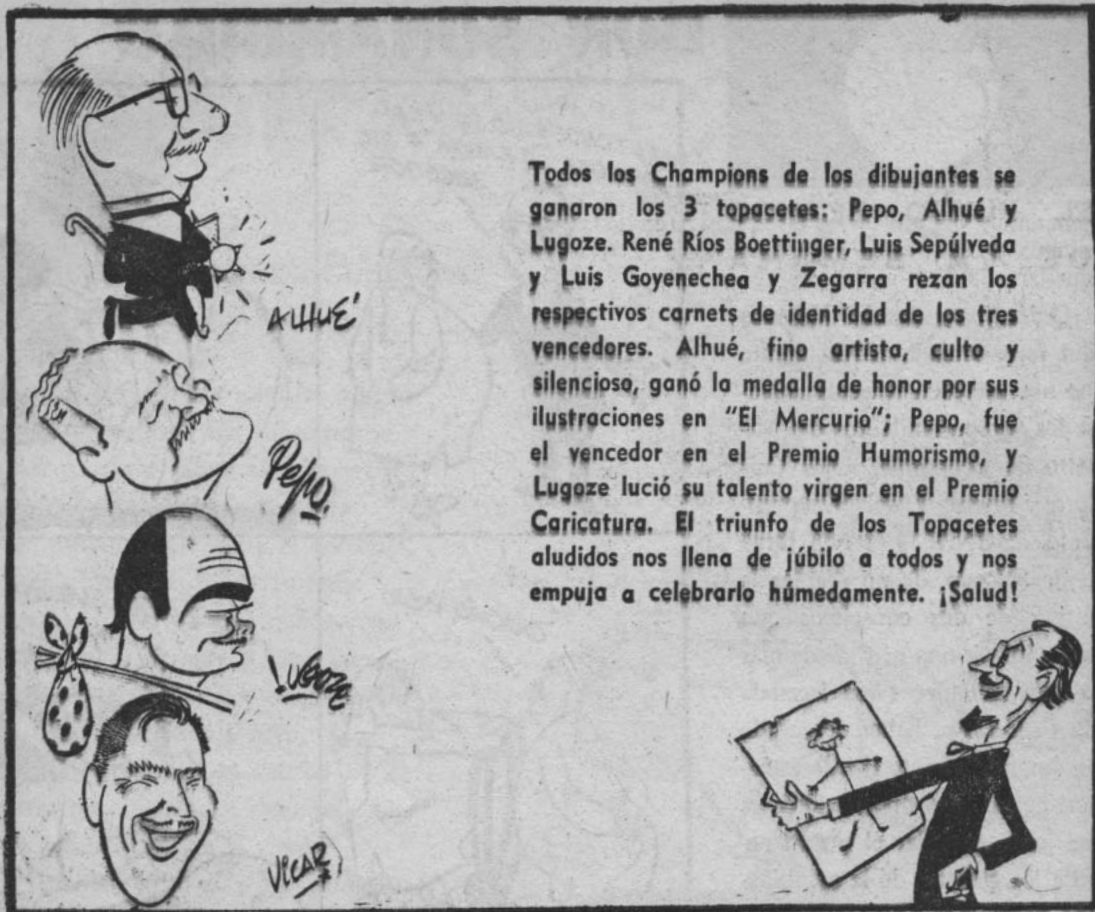 Todos los Champions de los dibujantes se
ganaron los 3 topacetes: Pepo, Alhué y
Lugoze. René Ríos Boettinger, Luis Sepúlveda
y Luis Goyenechea y Zegarra rezan los
respectivos carnets de identidad de los tres
vencedores. Alhué, fino artista, culto y
silencioso, ganó la medalla de honor por sus
ilustraciones en "El Mercurio"; Pepo, fue
el vencedor en el Premio Humorismo, y
Lugoze lució su talento virgen en el Premio
Caricatura. El triunfo de los Topacetes
aludidos nos llena de júbilo a todos y nos
empuja a celebrarlo húmedamente. ¡Salud!
ALHUÉ
Pepo.
LUGOZE
VICAR